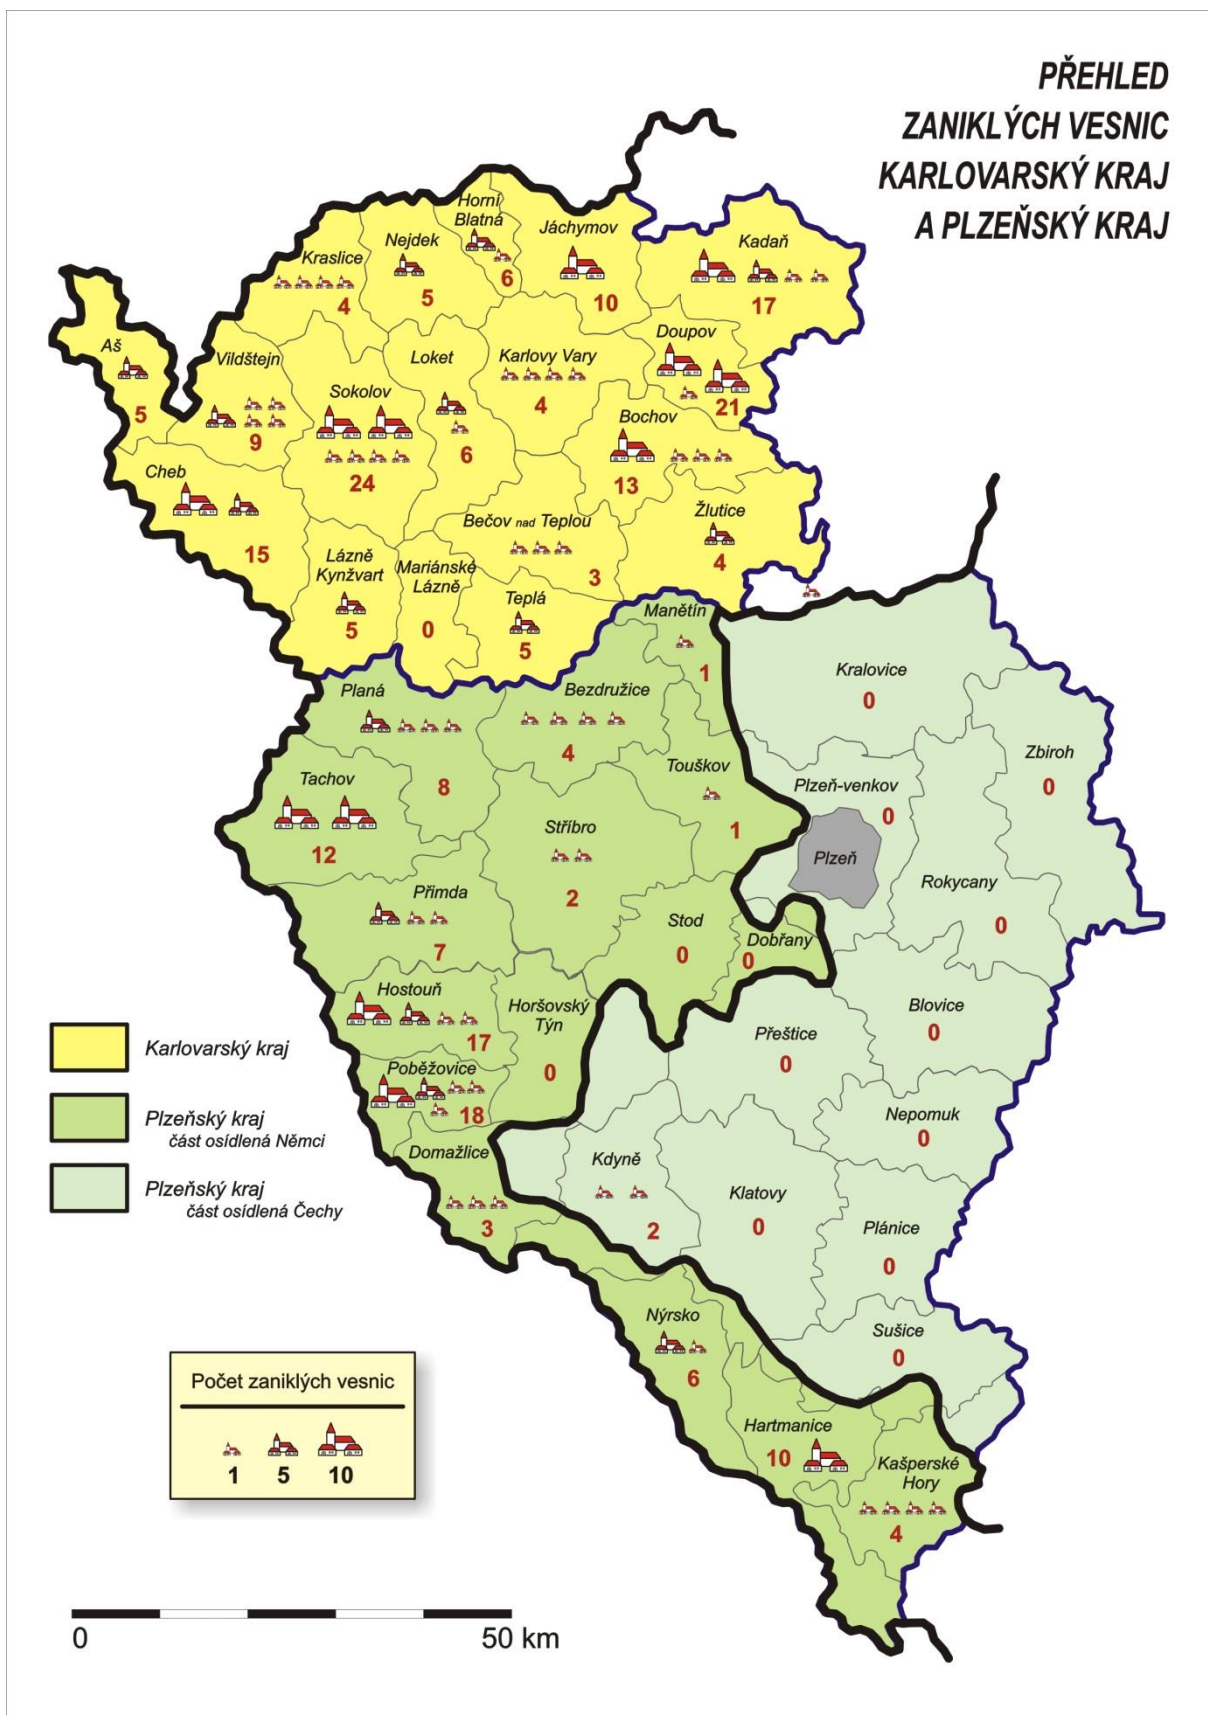 PŘEHLED
ZANIKLÝCH VESNIC
KARLOVARSKÝ KRAJ
A PLZEŇSKÝ KRAJ
Horní
Blatná
6
Jáchymov
10
Nejdek
5
Kraslice
4
Kadaň
17
Aš
5
Vildštejn
9
Sokolov
24
Loket
6
Karlovy Vary
4
Doupov
21
Bochov
13
Cheb
15
Žlutice
4
Bečov nad Teplou
3
Lázně
Kynžvart
5
Mariánské
Lázně
0
Teplá
5
Manětín
1
Planá
8
Bezdružice
4
Kralovice
0
Zbiroh
0
Tachov
12
Touškov
1
Plzeň-venkov
0
Plzeň
Stříbro
2
Rokycany
0
Přimda
7
Stod
0
Dobřany
0
Hostouň
17
Horšovský
Týn
0
Blovice
0
Přeštice
0
Poběžovice
18
Nepomuk
0
Domažlice
3
Kdyně
2
Klatovy
0
Plánice
0
Nýrsko
6
Sušice
0
Hartmanice
10
Kašperské
Hory
4
Karlovarský kraj
Plzeňský kraj
část osídlená Němci
Plzeňský kraj
část osídlená Čechy
Počet zaniklých vesnic
1 5 10
0 50 km